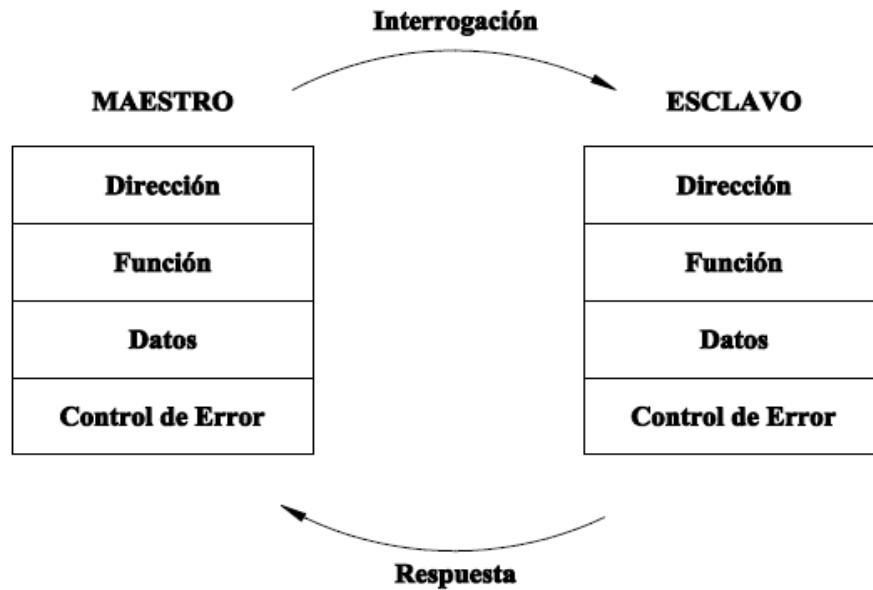 Interrogación
MAESTRO
ESCLAVO
Dirección
Dirección
Función
Función
Datos
Datos
Control de Error
Control de Error
Respuesta